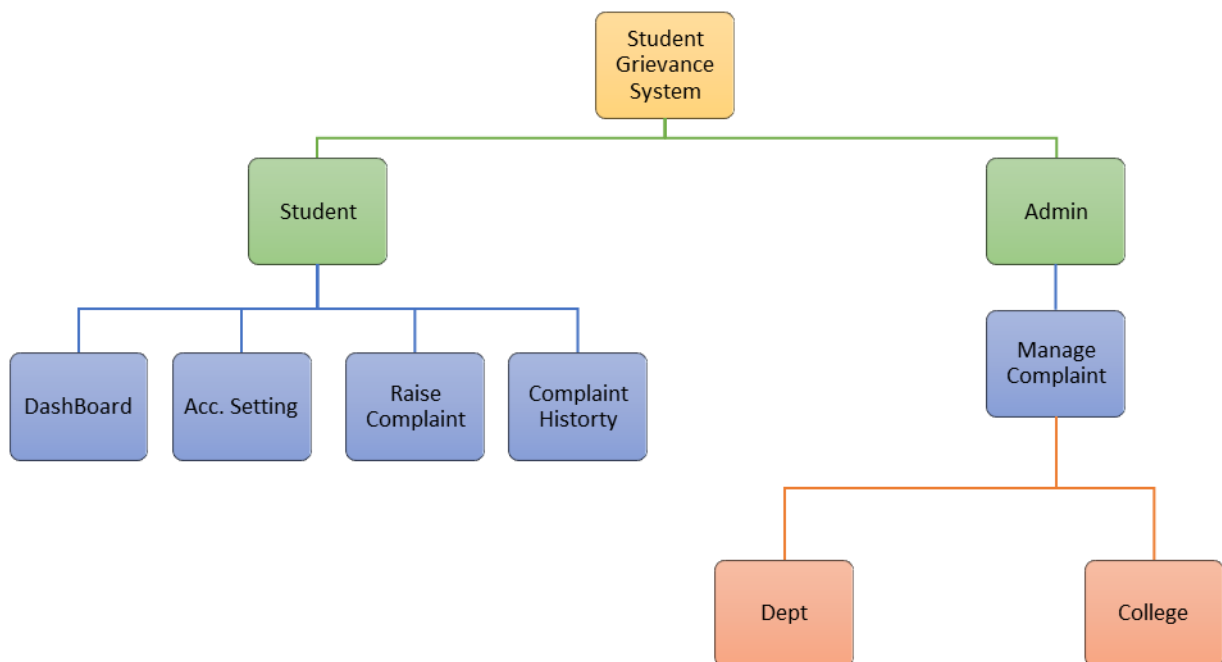 Student
Grievance
System
Student
Admin
DashBoard
Acc. Setting
Raise
Complaint
Complaint
Historty
Manage
Complaint
Dept
College